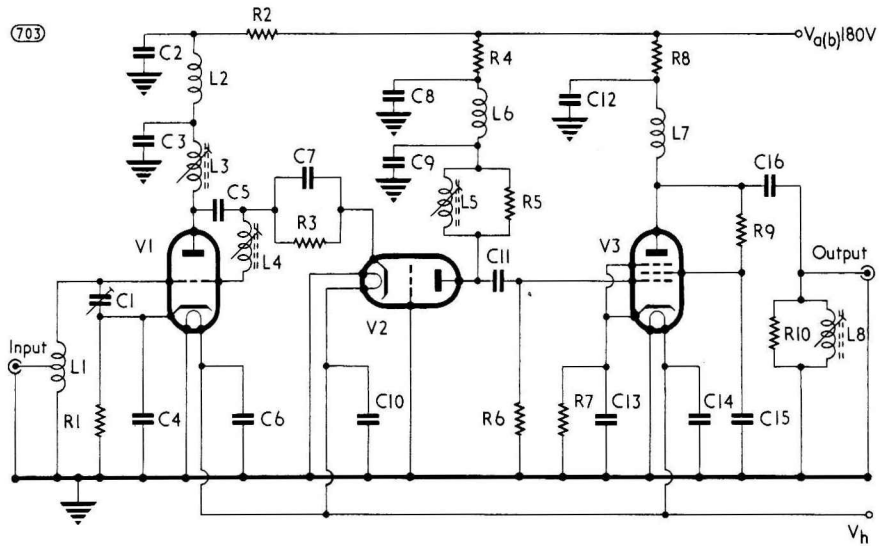 703
R2
Va(b)180V
C2
L2
R4
R8
C8
L6
C12
L7
C3
L3
C9
C7
C16
C5
R3
L5
R5
R9
V1
L4
V3
Output
C11
C1
V2
Input
L1
R10
L8
R1
C4
C6
C10
R6
R7
C13
C14
C15
Vh